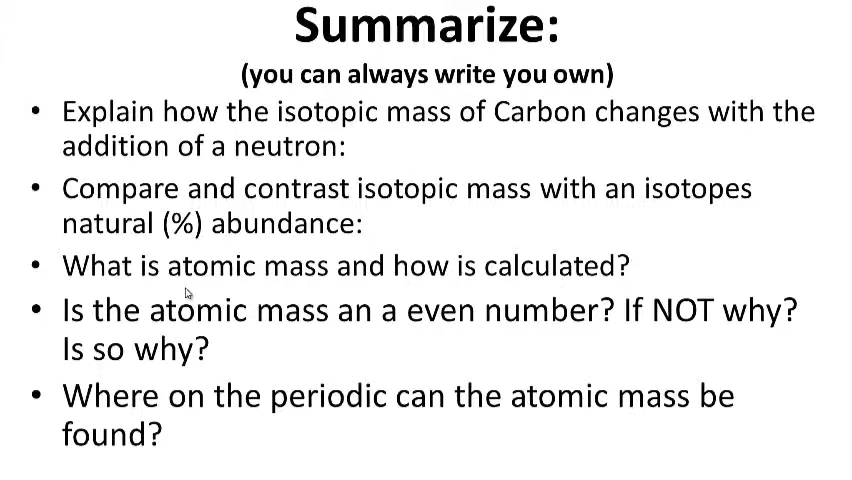 Summarize:
(you can always write you own)
• Explain how the isotopic mass of Carbon changes with the
addition of a neutron:
• Compare and contrast isotopic mass with an isotopes
natural (%) abundance:
• What is atomic mass and how is calculated?
• Is the atomic mass an a even number? If NOT why?
Is so why?
• Where on the periodic can the atomic mass be
found?